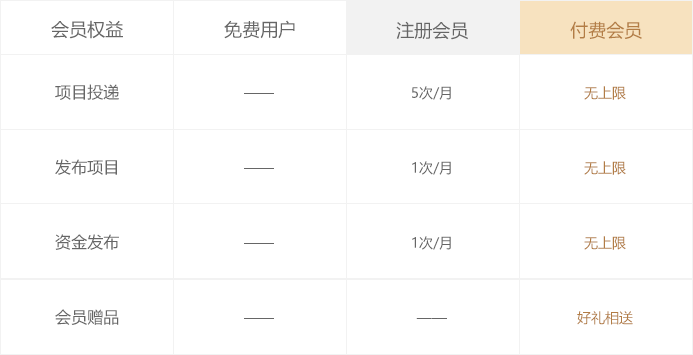 会员权益 免费用户 注册会员 付费会员
项目投递 —— 5次/月 无上限
发布项目 —— 1次/月 无上限
资金发布 —— 1次/月 无上限
会员赠品 —— —— 好礼相送